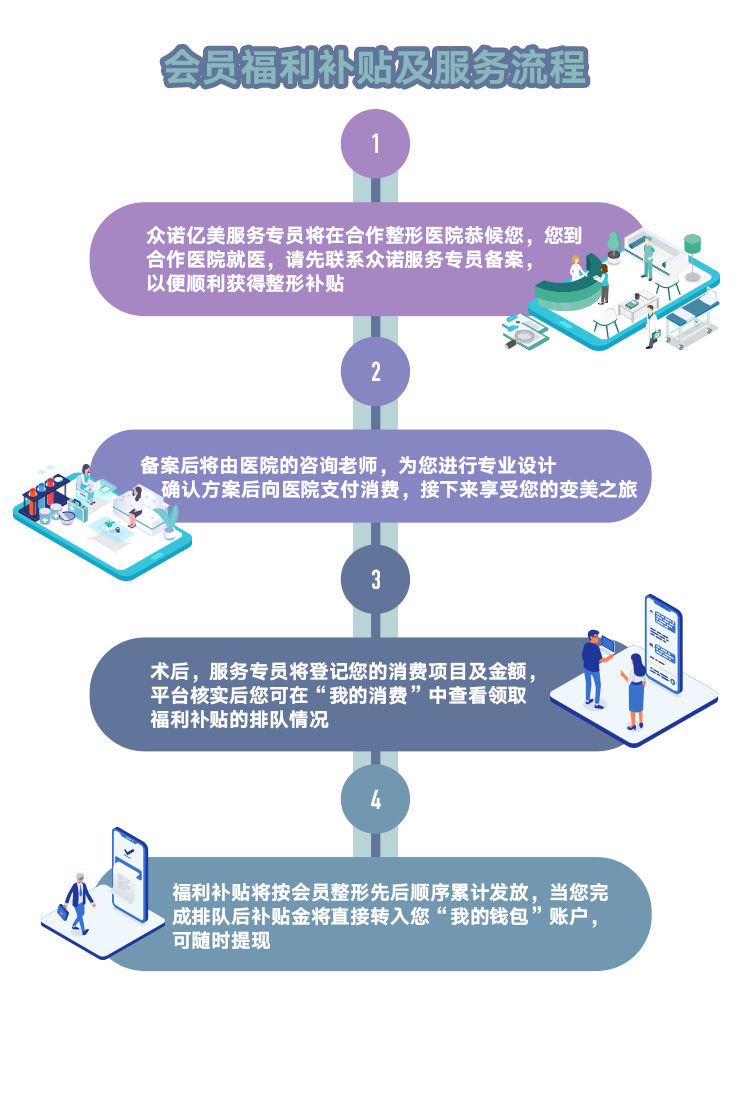 会员福利补贴及服务流程
1
众诺亿美服务专员将在合作整形医院恭候您，您到
合作医院就医，请先联系众诺服务专员备案，
以便顺利获得整形补贴
2
备案后将由医院的咨询老师，为您进行专业设计
确认方案后向医院支付消费，接下来享受您的变美之旅
3
术后，服务专员将登记您的消费项目及金额，
平台核实后您可在“我的消费”中查看领取
福利补贴的排队情况
4
福利补贴将按会员整形先后顺序累计发放，当您完
成排队后补贴金将直接转入您“我的钱包”账户，
可随时提现